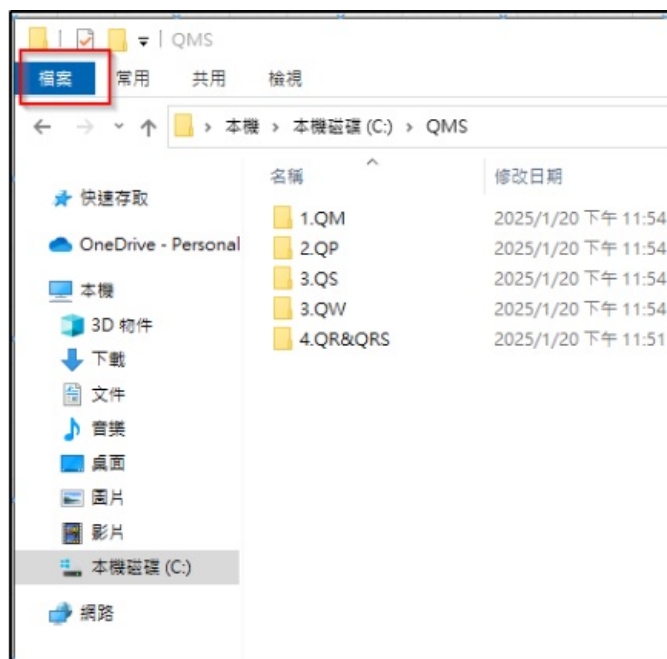 QMS
檔案 常用 共用 檢視
本機 本機磁碟 (C:) QMS
名稱 修改日期
快速存取
OneDrive - Personal
本機
3D 物件
下載
文件
音樂
桌面
圖片
影片
本機磁碟 (C:)
網路
1.QM 2025/1/20 下午 11:54
2.QP 2025/1/20 下午 11:54
3.QS 2025/1/20 下午 11:54
3.QW 2025/1/20 下午 11:54
4.QR&QRS 2025/1/20 下午 11:51